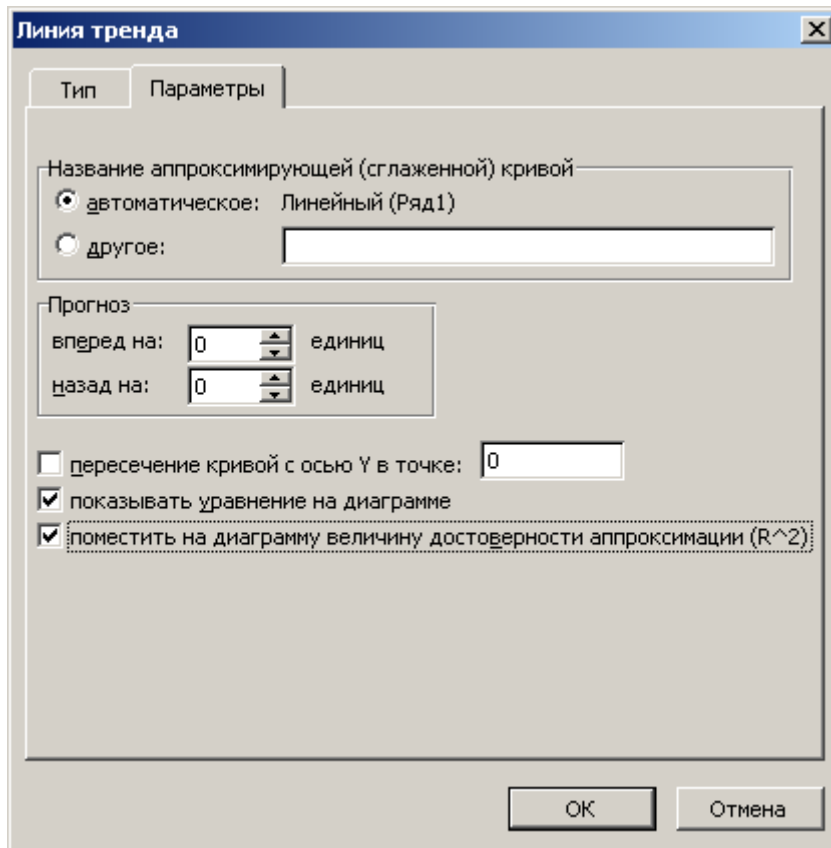 Линия тренда
Тип Параметры
Название аппроксимирующей (сглаженной) кривой
автоматическое: Линейный (Ряд1)
другое:
Прогноз
вперед на: 0 единиц
назад на: 0 единиц
пересечение кривой с осью Y в точке: 0
показывать уравнение на диаграмме
поместить на диаграмму величину достоверности аппроксимации (R^2)
ОК Отмена